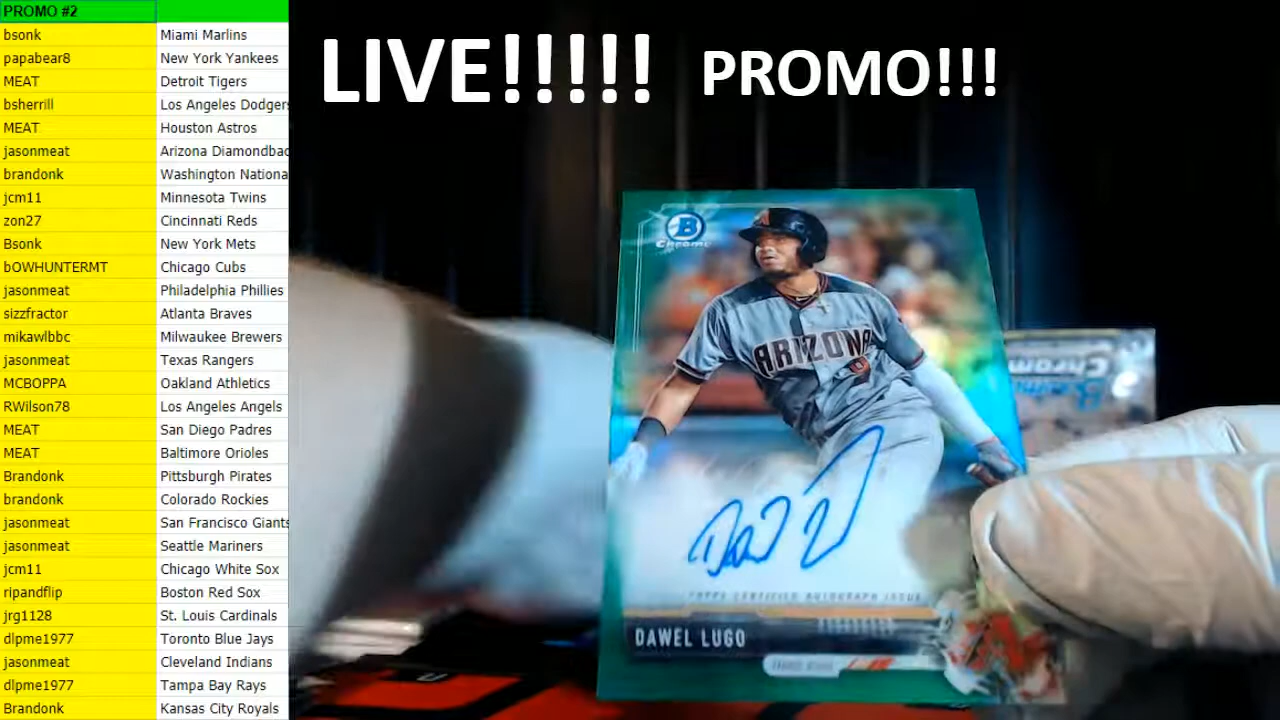 PROMO #2
bsonk Miami Marlins
papabear8 New York Yankees
MEAT Detroit Tigers
bsherrill Los Angeles Dodgers
MEAT Houston Astros
jasonmeat Arizona Diamondbac
brandonk Washington Nationa
jcm11 Minnesota Twins
zon27 Cincinnati Reds
Bsonk New York Mets
bOWHUNTERMT Chicago Cubs
jasonmeat Philadelphia Phillies
sizzfractor Atlanta Braves
mikawlbbc Milwaukee Brewers
jasonmeat Texas Rangers
MCBOPPA Oakland Athletics
RWilson78 Los Angeles Angels
MEAT San Diego Padres
MEAT Baltimore Orioles
Brandonk Pittsburgh Pirates
brandonk Colorado Rockies
jasonmeat San Francisco Giants
jasonmeat Seattle Mariners
jcm11 Chicago White Sox
ripandflip Boston Red Sox
jrg1128 St. Louis Cardinals
dlpme1977 Toronto Blue Jays
jasonmeat Cleveland Indians
dlpme1977 Tampa Bay Rays
Brandonk Kansas City Royals
LIVE!!!!! PROMO!!!
B
Chrome
ARIZONA
TOPPS CERTIFIED AUTOGRAPH ISSUE
DAWEL LUGO
Bowman
Chrome